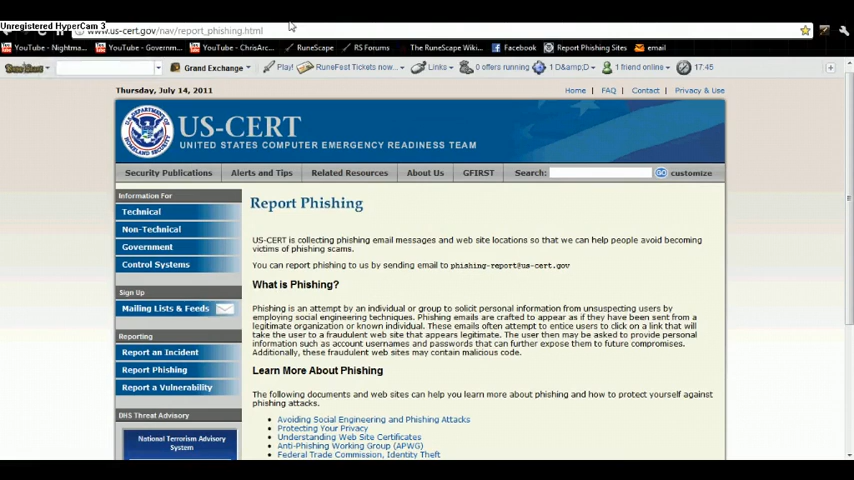 Unregistered HyperCam 3
www.us-cert.gov/nav/report_phishing.html
YouTube - Nightma... YouTube - Governm... YouTube - ChrisArc... RuneScape RS Forums The RuneScape Wiki... Facebook Report Phishing Sites email
Grand Exchange Play! RuneFest Tickets now... Links 0 offers running 1 D&amp;D 1 friend online 17:45
Thursday, July 14, 2011 Home | FAQ | Contact | Privacy & Use
US-CERT
UNITED STATES COMPUTER EMERGENCY READINESS TEAM
Security Publications Alerts and Tips Related Resources About Us GFIRST Search: GO customize
Information For
Technical
Non-Technical
Government
Control Systems
Sign Up
Mailing Lists & Feeds
Reporting
Report an Incident
Report Phishing
Report a Vulnerability
DHS Threat Advisory
National Terrorism Advisory
System
Report Phishing
US-CERT is collecting phishing email messages and web site locations so that we can help people avoid becoming
victims of phishing scams.
You can report phishing to us by sending email to phishing-report@us-cert.gov
What is Phishing?
Phishing is an attempt by an individual or group to solicit personal information from unsuspecting users by
employing social engineering techniques. Phishing emails are crafted to appear as if they have been sent from a
legitimate organization or known individual. These emails often attempt to entice users to click on a link that will
take the user to a fraudulent web site that appears legitimate. The user then may be asked to provide personal
information such as account usernames and passwords that can further expose them to future compromises.
Additionally, these fraudulent web sites may contain malicious code.
Learn More About Phishing
The following documents and web sites can help you learn more about phishing and how to protect yourself against
phishing attacks.
Avoiding Social Engineering and Phishing Attacks
Protecting Your Privacy
Understanding Web Site Certificates
Anti-Phishing Working Group (APWG)
Federal Trade Commission, Identity Theft